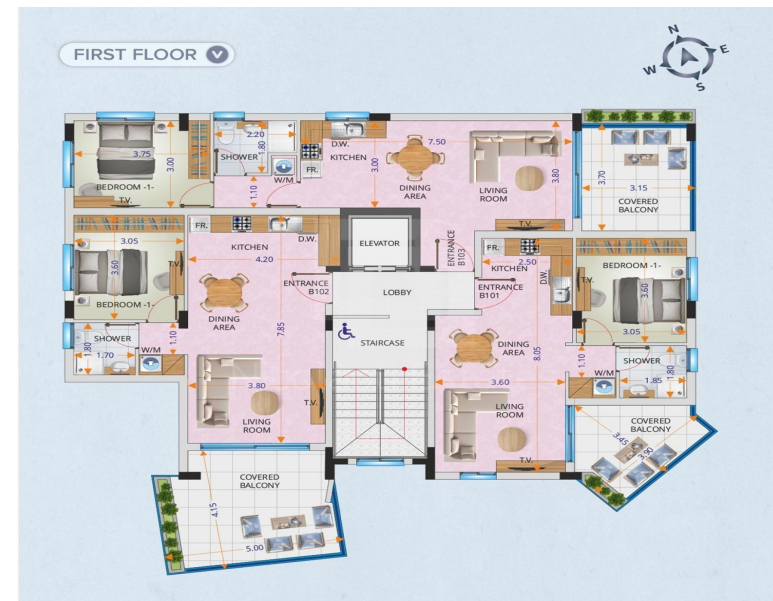 FIRST FLOOR
N
E
W
S
2.20
1.80
SHOWER
W/M
D.W.
KITCHEN
FR.
3.00
7.50
DINING
AREA
LIVING
ROOM
3.80
T.V.
3.75
3.00
BEDROOM -1-
T.V.
1.10
3.70
3.15
COVERED
BALCONY
3.05
3.60
T.V.
BEDROOM -1-
FR.
KITCHEN
D.W.
4.20
ELEVATOR
ENTRANCE
B103
FR.
2.50
KITCHEN
D.W.
BEDROOM -1-
T.V.
3.60
3.05
ENTRANCE
B102
LOBBY
ENTRANCE
B101
DINING
AREA
7.85
STAIRCASE
DINING
AREA
8.05
SHOWER
1.80
1.70
W/M
1.10
1.10
SHOWER
W/M
1.80
1.85
3.80
T.V.
LIVING
ROOM
3.60
LIVING
ROOM
T.V.
COVERED
BALCONY
3.45
3.90
COVERED
BALCONY
4.15
5.00